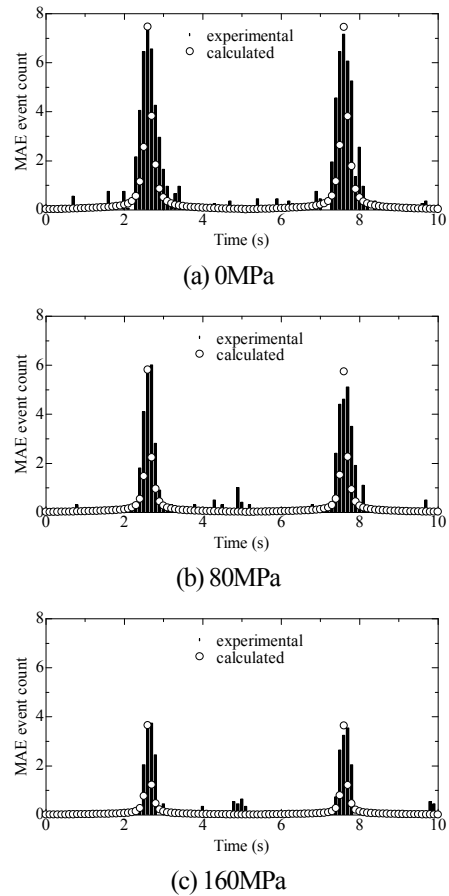 8
6
4
2
0
MAE event count
experimental
calculated
0 2 4 6 8 10
Time (s)
(a) 0MPa
8
6
4
2
0
MAE event count
experimental
calculated
0 2 4 6 8 10
Time (s)
(b) 80MPa
8
6
4
2
0
MAE event count
experimental
calculated
0 2 4 6 8 10
Time (s)
(c) 160MPa